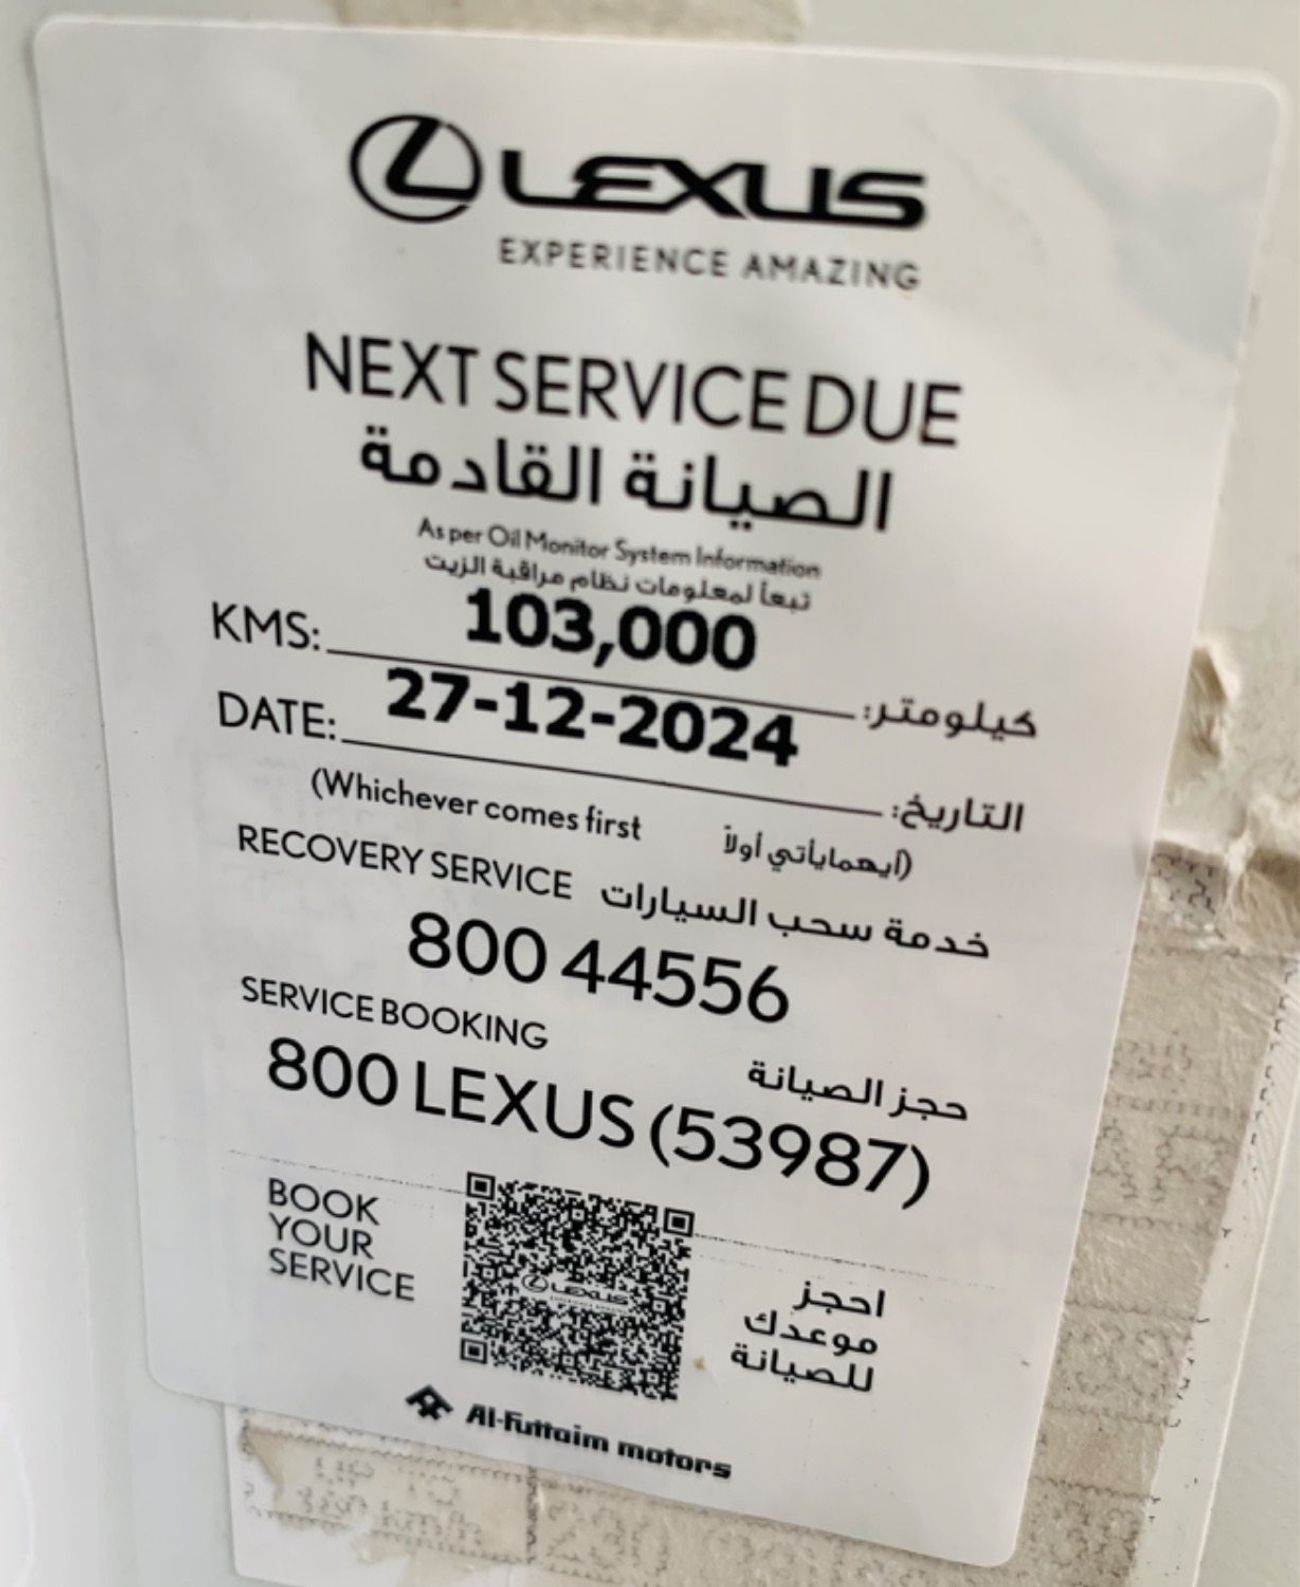 LEXUS
EXPERIENCE AMAZING
NEXT SERVICE DUE
الصيانة القادمة
As per Oil Monitor System Information
تبعاً لمعلومات نظام مراقبة الزيت
KMS: 103,000 كيلومتر:
DATE: 27-12-2024 التاريخ:
(Whichever comes first (أيهمايأتي أولاً
RECOVERY SERVICE خدمة سحب السيارات
800 44556
SERVICE BOOKING حجز الصيانة
800 LEXUS (53987)
BOOK
YOUR
SERVICE
LEXUS
احجز
موعدك
للصيانة
Al-Futtaim motors